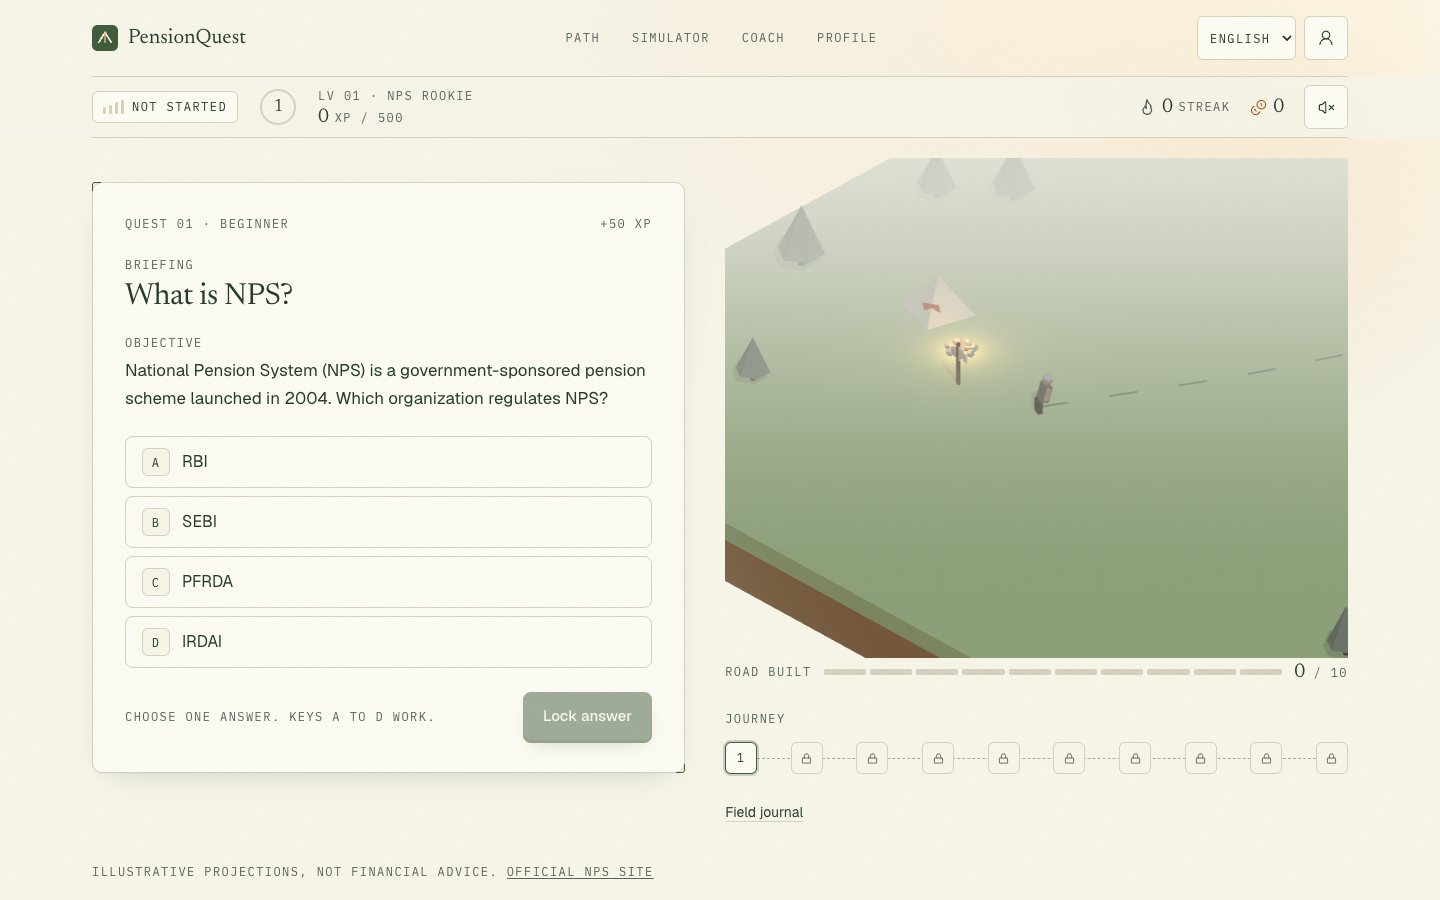 PensionQuest
PATH SIMULATOR COACH PROFILE
ENGLISH
NOT STARTED
1
LV 01 · NPS ROOKIE
0 XP / 500
0 STREAK
0
QUEST 01 · BEGINNER
+50 XP
BRIEFING
What is NPS?
OBJECTIVE
National Pension System (NPS) is a government-sponsored pension
scheme launched in 2004. Which organization regulates NPS?
A RBI
B SEBI
C PFRDA
D IRDAI
CHOOSE ONE ANSWER. KEYS A TO D WORK.
Lock answer
ROAD BUILT
0 / 10
JOURNEY
1
Field journal
ILLUSTRATIVE PROJECTIONS, NOT FINANCIAL ADVICE. OFFICIAL NPS SITE